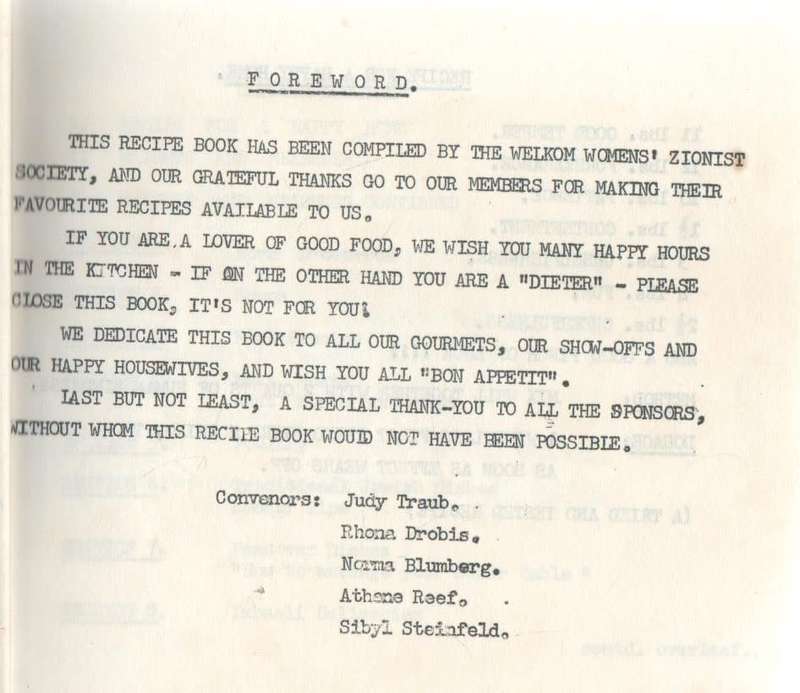 F O R E W O R D.
THIS RECIPE BOOK HAS BEEN COMPILED BY THE WELKOM WOMENS' ZIONIST
SOCIETY, AND OUR GRATEFUL THANKS GO TO OUR MEMBERS FOR MAKING THEIR
FAVOURITE RECIPES AVAILABLE TO US.
IF YOU ARE A LOVER OF GOOD FOOD, WE WISH YOU MANY HAPPY HOURS
IN THE KITCHEN - IF ON THE OTHER HAND YOU ARE A "DIETER" - PLEASE
CLOSE THIS BOOK, IT'S NOT FOR YOU!
WE DEDICATE THIS BOOK TO ALL OUR GOURMETS, OUR SHOW-OFFS AND
OUR HAPPY HOUSEWIVES, AND WISH YOU ALL "BON APPETIT".
LAST BUT NOT LEAST, A SPECIAL THANK-YOU TO ALL THE SPONSORS,
WITHOUT WHOM THIS RECIPE BOOK WOULD NOT HAVE BEEN POSSIBLE.
Convenors: Judy Traub.
Rhona Drobis.
Norma Blumberg.
Athene Reef.
Sibyl Steinfeld.